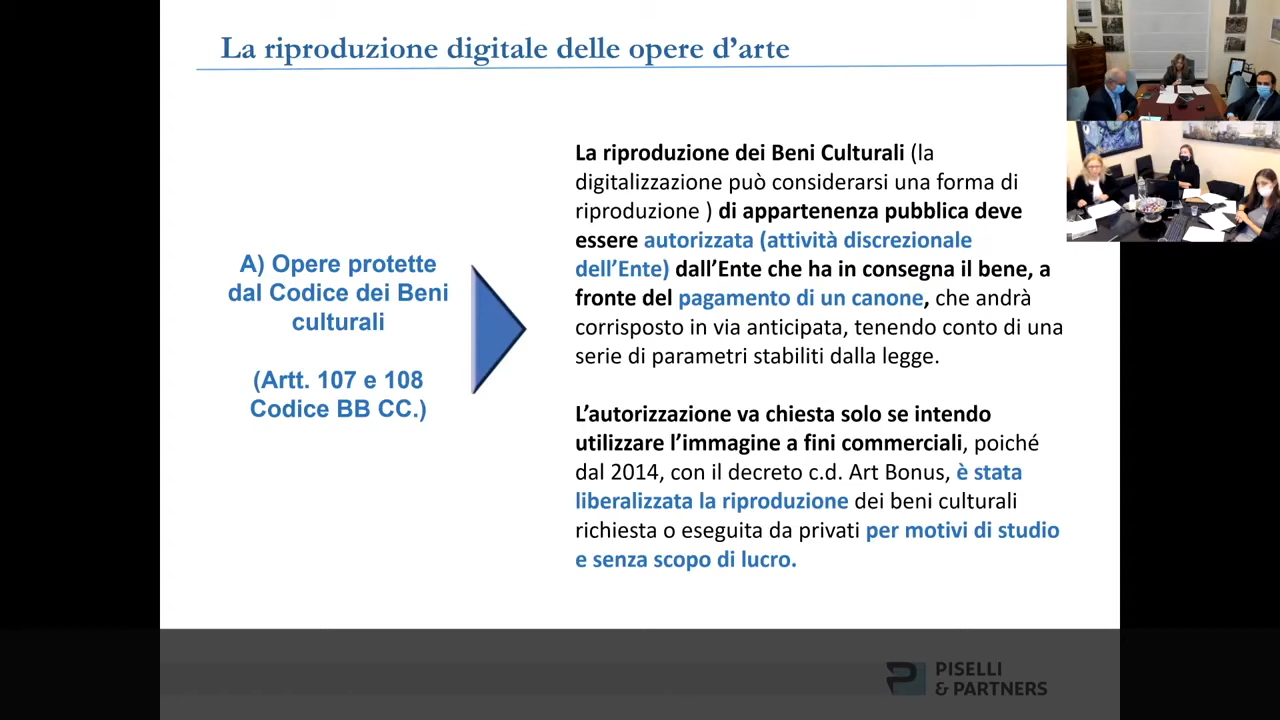 La riproduzione digitale delle opere d’arte
A) Opere protette
dal Codice dei Beni
culturali
(Artt. 107 e 108
Codice BB CC.)
La riproduzione dei Beni Culturali (la
digitalizzazione può considerarsi una forma di
riproduzione ) di appartenenza pubblica deve
essere autorizzata (attività discrezionale
dell’Ente) dall’Ente che ha in consegna il bene, a
fronte del pagamento di un canone, che andrà
corrisposto in via anticipata, tenendo conto di una
serie di parametri stabiliti dalla legge.
L’autorizzazione va chiesta solo se intendo
utilizzare l’immagine a fini commerciali, poiché
dal 2014, con il decreto c.d. Art Bonus, è stata
liberalizzata la riproduzione dei beni culturali
richiesta o eseguita da privati per motivi di studio
e senza scopo di lucro.
PISELLI
& PARTNERS